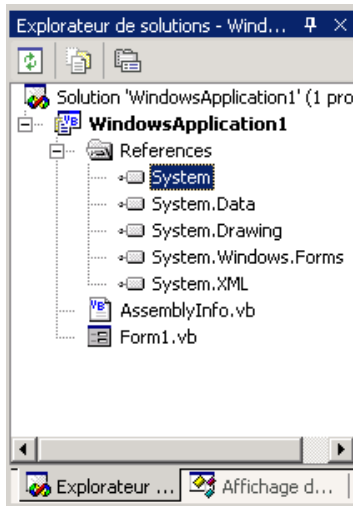 Explorateur de solutions - Wind...
Solution 'WindowsApplication1' (1 pro
WindowsApplication1
References
System
System.Data
System.Drawing
System.Windows.Forms
System.XML
AssemblyInfo.vb
Form1.vb
Explorateur ... Affichage d...